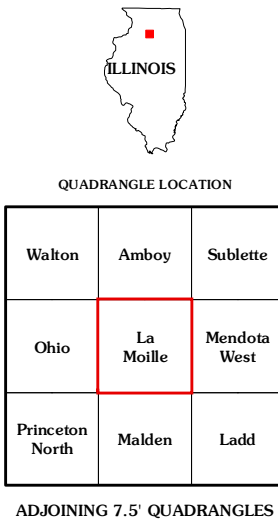 ILLINOIS
QUADRANGLE LOCATION
Walton
Amboy
Sublette
Ohio
La
Moille
Mendota
West
Princeton
North
Malden
Ladd
ADJOINING 7.5' QUADRANGLES